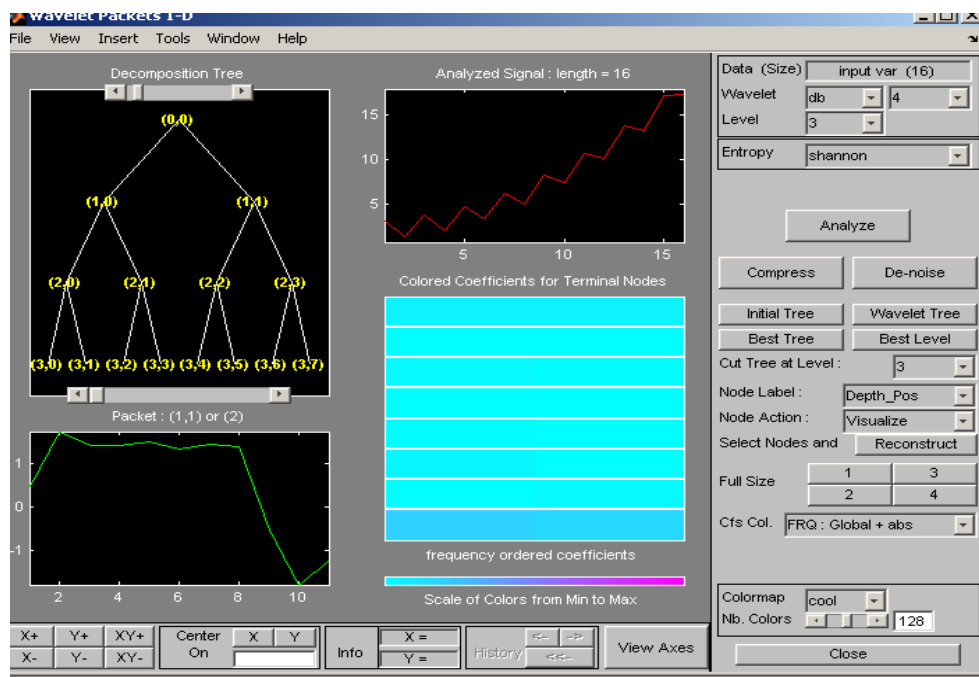 Wavelet Packets 1-D
File View Insert Tools Window Help
Decomposition Tree
(0,0)
(1,0) (1,1)
(2,0) (2,1) (2,2) (2,3)
(3,0) (3,1) (3,2) (3,3) (3,4) (3,5) (3,6) (3,7)
Packet : (1,1) or (2)
1
0
-1
2 4 6 8 10
Analyzed Signal : length = 16
15
10
5
5 10 15
Colored Coefficients for Terminal Nodes
frequency ordered coefficients
Scale of Colors from Min to Max
Data (Size) input var (16)
Wavelet db 4
Level 3
Entropy shannon
Analyze
Compress De-noise
Initial Tree Wavelet Tree
Best Tree Best Level
Cut Tree at Level : 3
Node Label : Depth_Pos
Node Action : Visualize
Select Nodes and Reconstruct
Full Size 1 3
2 4
Cfs Col. FRQ : Global + abs
Colormap cool
Nb. Colors 128
Close
X+ Y+ XY+ Center X Y Info X = History <- -> View Axes
X- Y- XY- On Y = <<-